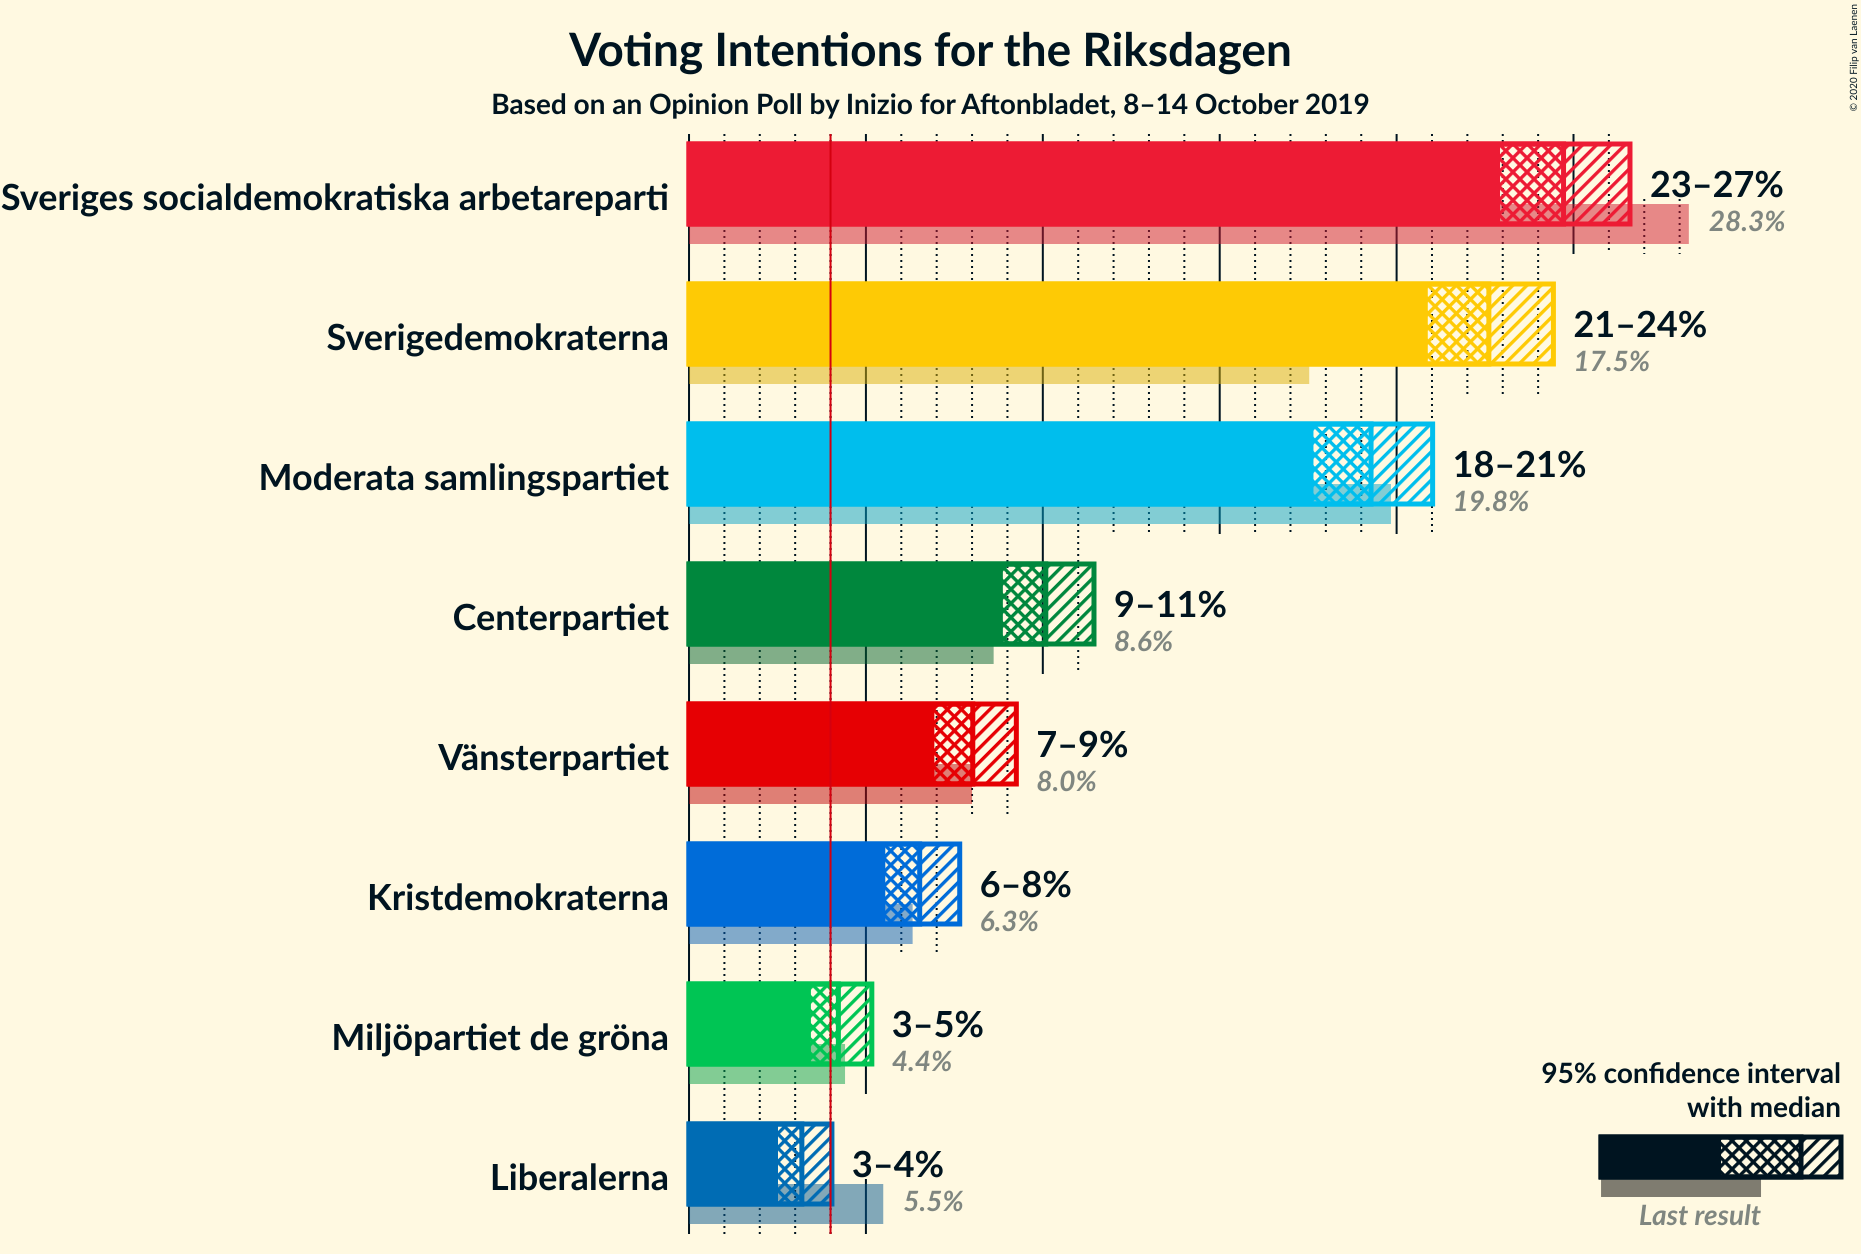 Voting Intentions for the Riksdagen
Based on an Opinion Poll by Inizio for Aftonbladet, 8–14 October 2019
© 2020 Filip van Laenen
Sveriges socialdemokratiska arbetareparti
23–27%
28.3%
Sverigedemokraterna
21–24%
17.5%
Moderata samlingspartiet
18–21%
19.8%
Centerpartiet
9–11%
8.6%
Vänsterpartiet
7–9%
8.0%
Kristdemokraterna
6–8%
6.3%
Miljöpartiet de gröna
3–5%
4.4%
Liberalerna
3–4%
5.5%
95% confidence interval
with median
Last result